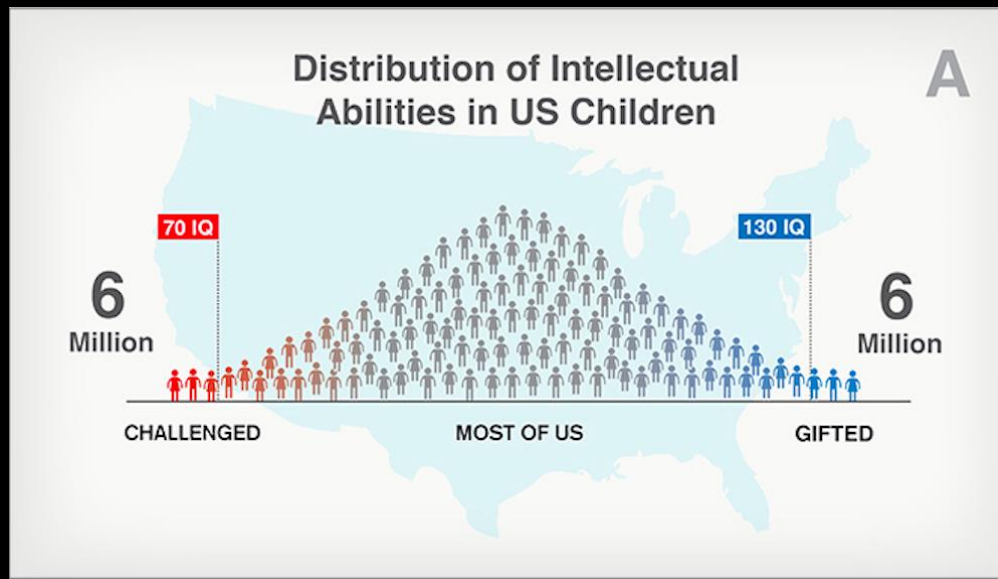 Distribution of Intellectual
Abilities in US Children
A
70 IQ
130 IQ
6
Million
6
Million
CHALLENGED
MOST OF US
GIFTED